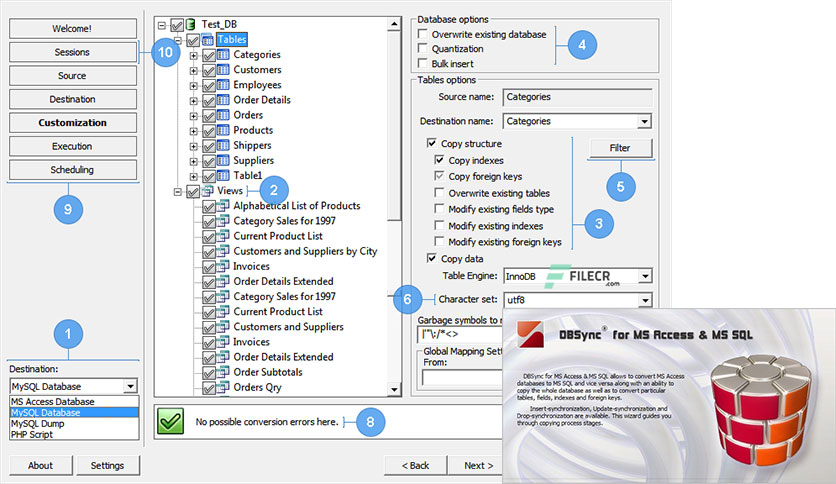 Welcome!
Sessions
Source
Destination
Customization
Execution
Scheduling
10
9
1
Destination:
MySQL Database
MS Access Database
MySQL Database
MySQL Dump
PHP Script
About
Settings
Test_DB
Tables
Categories
Customers
Employees
Order Details
Orders
Products
Shippers
Suppliers
Table1
Views
2
Alphabetical List of Products
Category Sales for 1997
Current Product List
Customers and Suppliers by City
Invoices
Order Details Extended
Category Sales for 1997
Current Product List
Customers and Suppliers
Invoices
Order Details Extended
Order Subtotals
Orders Qry
No possible conversion errors here.
8
< Back
Next >
Database options
Overwrite existing database
Quantization
Bulk insert
4
Tables options
Source name:
Categories
Destination name:
Categories
Copy structure
Copy indexes
Copy foreign keys
Overwrite existing tables
Modify existing fields type
Modify existing indexes
Modify existing foreign keys
Copy data
Filter
5
3
Table Engine:
InnoDB
FILECR
.com
6
Character set:
utf8
Garbage symbols to
Global Mapping
From:
DBSync® for MS Access & MS SQL
DBSync for MS Access & MS SQL allows to convert MS Access
databases to MS SQL and vice versa along with an ability to
copy the whole database as well as to convert particular
tables, fields, indexes and foreign keys.
Insert-synchronization, Update-synchronization and
Drop-synchronization are available. This wizard guides you
through copying process stages.